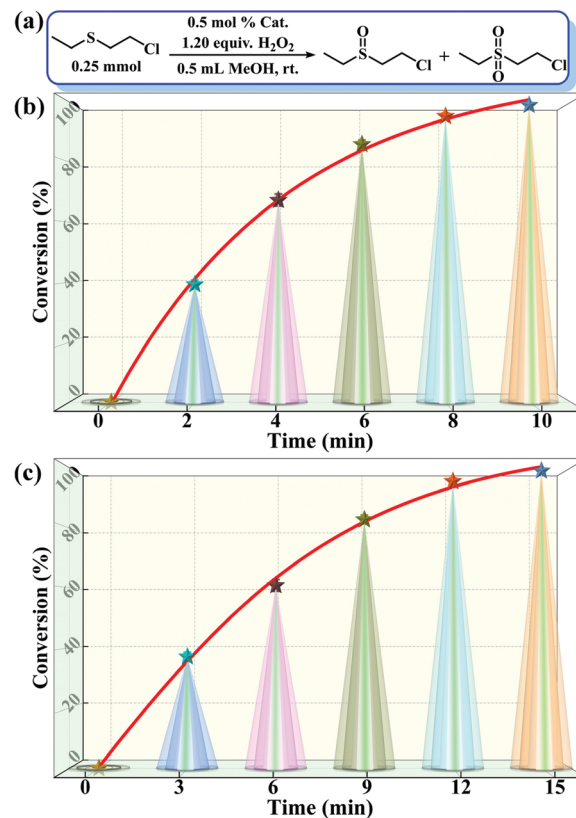 (a)
0.5 mol % Cat.
1.20 equiv. H₂O₂
0.5 mL MeOH, rt.
S
Cl
0.25 mmol
O
S
Cl
+
O
S
O
Cl
(b)
Conversion (%)
100
80
60
40
20
0
0 2 4 6 8 10
Time (min)
(c)
Conversion (%)
100
80
60
40
20
0
0 3 6 9 12 15
Time (min)